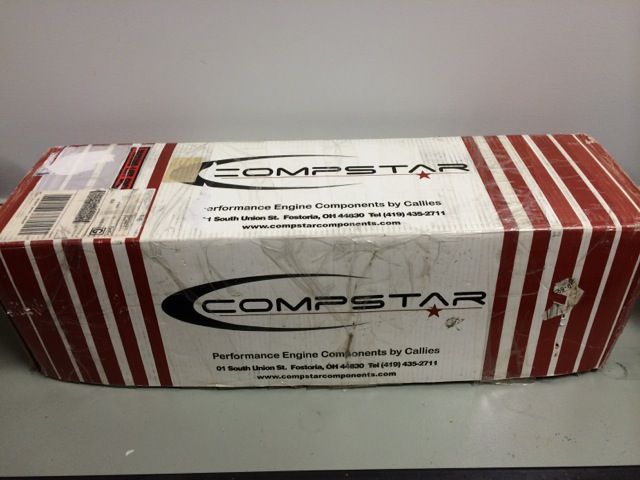 COMPSTAR
erformance Engine Components by Callies
1 South Union St. Fostoria, OH 44830 Tel (419) 435-2711
www.compstarcomponents.com
COMPSTAR
Performance Engine Components by Callies
01 South Union St. Fostoria, OH 44830 Tel (419) 435-2711
www.compstarcomponents.com